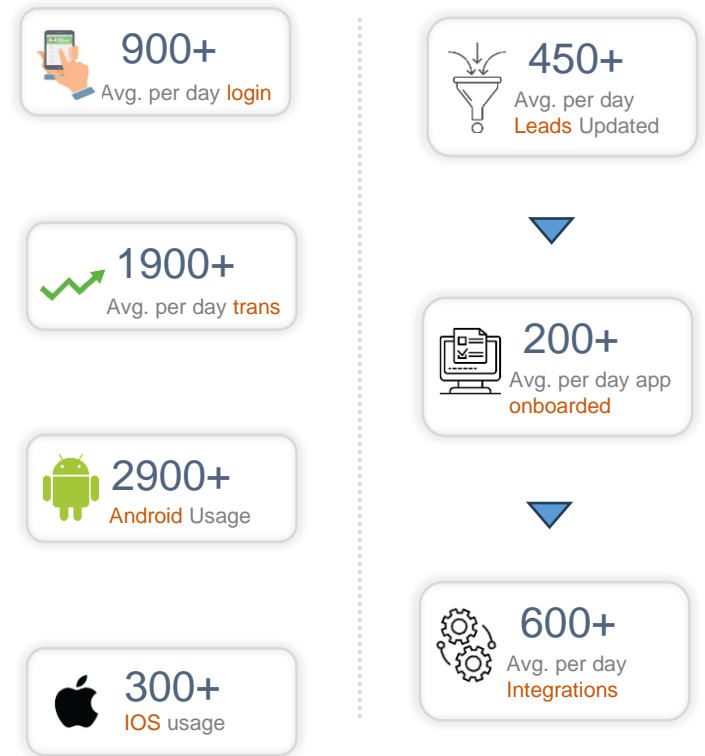 900+
Avg. per day login
1900+
Avg. per day trans
2900+
Android Usage
300+
IOS usage
450+
Avg. per day
Leads Updated
200+
Avg. per day app
onboarded
600+
Avg. per day
Integrations